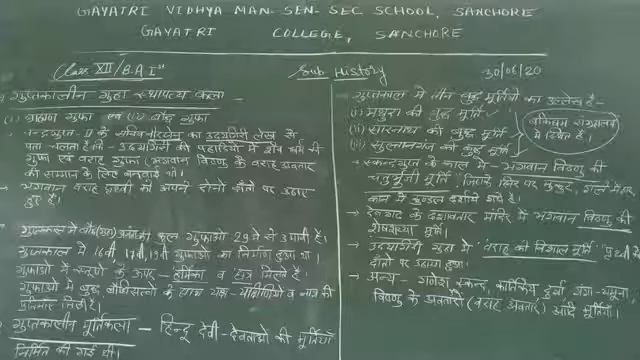 GAYATRI VIDHYA MAN-SEN-SEC SCHOOL, SANCHORE
GAYATRI COLLEGE, SANCHORE
Class XII/B.A I"
Sub History
30/06/20
गुप्तकालीन गुहा स्थापत्य कला -
(i) ब्राह्मण गुफा एवं (ii) बौद्ध गुफा
चन्द्रगुप्त-II के सचिव वीरसेन का उदयगिरी लेख से
पता चलता है कि - उदयगिरी की पहाडियों में शैव धर्म की
गुफा एवं वराह गुफा (भगवान विष्णु के वराह अवतार
को सम्मान के लिए बनवाई थी।
→ भगवान वराह पृथ्वी को अपने दोनों दाँतों पर उठाए
हुए है।
गुप्तकाल में बौद्ध गुफा कुल गुफाओ 29 में से 3 मानी है।
गुप्तकाल में 16वी 17वी, 19वी गुफाओ का निर्माण हुआ था।
गुफाओ में स्तूपो के ऊपर - हर्मिका व छत्र मिलते है।
गुफाओ में बुद्ध बोधिसत्वो के साथ यक्ष-यक्षीणियो व नाग की
प्रतिमाएं मिली है।
गुप्तकालीन मूर्तिकला - हिन्दू देवी-देवताओ की मूर्तियाँ
निर्मित की गई थी।
गुप्तकाल में तीन बुद्ध मूर्तियो का उल्लेख है-
(i) मथुरा की बुद्ध मूर्ति
(ii) सारनाथ की बुद्ध मूर्ति
(iii) सुल्तानगंज की बुद्ध मूर्ति
बर्किघम संग्रहालय
में स्थित है।
स्कन्दगुप्त के काल में - भगवान विष्णु की
चतुर्भुजी मूर्ति जिसके सिर पर मुकुट, गले में हार
कान में कुण्डल दर्शाये गये है।
→ देवगढ के दशावतार मंदिर में भगवान विष्णु की
शेषशय्या मूर्ति।
→ उदयगिरी गुहा में "वराह की विशाल मूर्ति" पृथ्वी
दाँतो पर उठाया हुआ।
→ अन्य - गणेश, स्कन्द, कार्तिकेय, दुर्गा, गंगा-यमुना
विष्णु के अवतारो (वराह अवतार) आदि मूर्तियाँ।